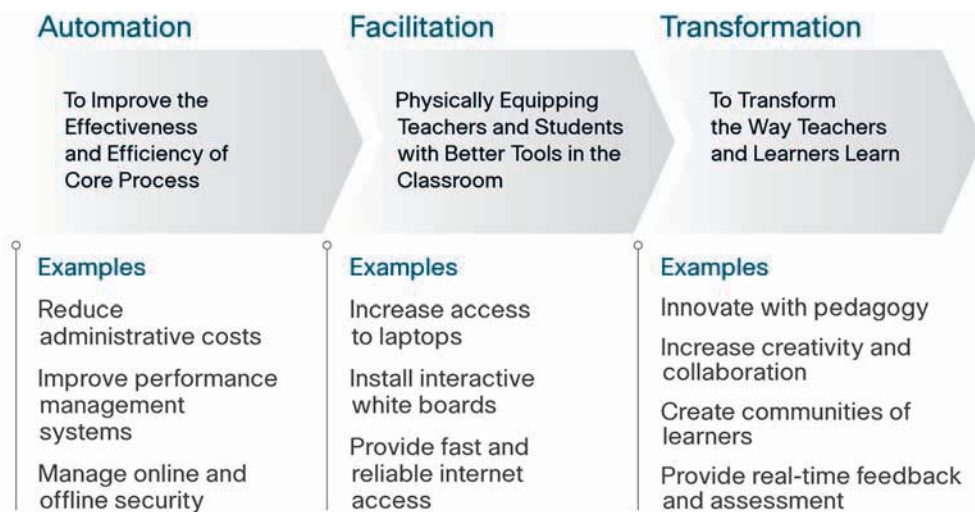 Automation
To Improve the
Effectiveness
and Efficiency of
Core Process
Examples
Reduce
administrative costs
Improve performance
management
systems
Manage online and
offline security
Facilitation
Physically Equipping
Teachers and Students
with Better Tools in the
Classroom
Examples
Increase access
to laptops
Install interactive
white boards
Provide fast and
reliable internet
access
Transformation
To Transform
the Way Teachers
and Learners Learn
Examples
Innovate with pedagogy
Increase creativity and
collaboration
Create communities of
learners
Provide real-time feedback
and assessment